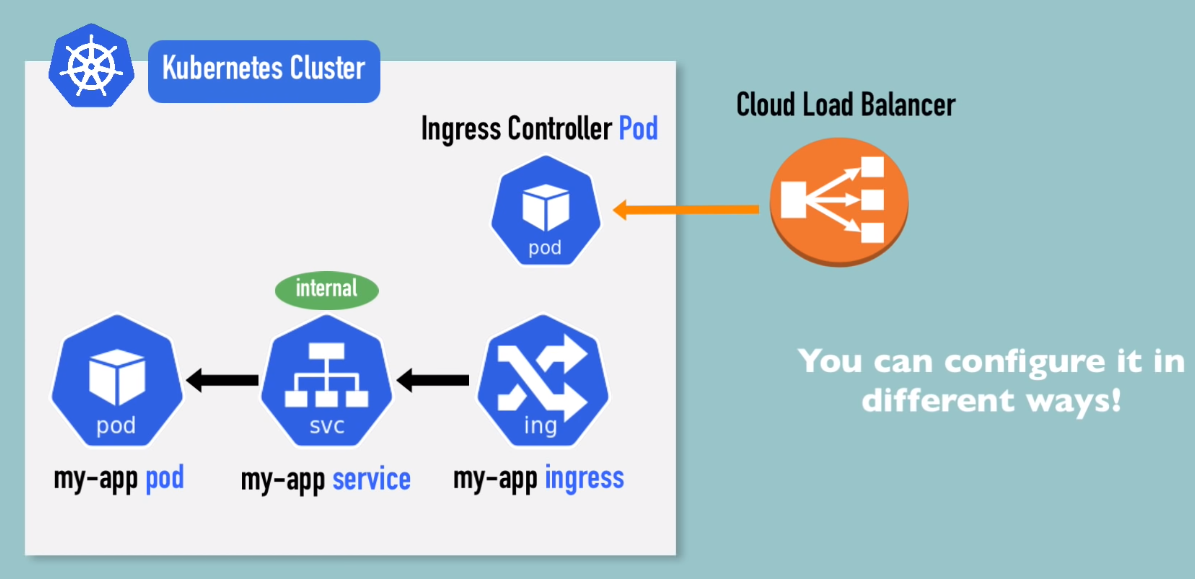 Kubernetes Cluster
Ingress Controller Pod
pod
Cloud Load Balancer
internal
pod
svc
ing
my-app pod
my-app service
my-app ingress
You can configure it in
different ways!